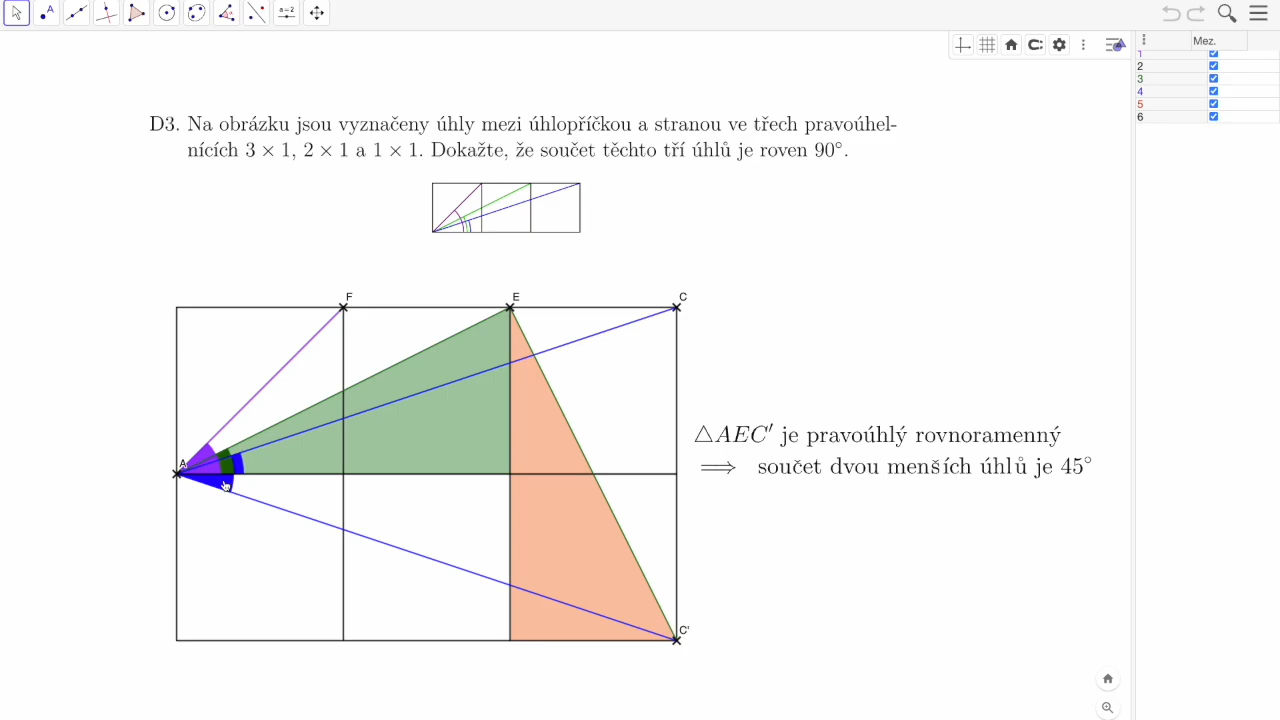 A
a=2
Mez.
1
2
3
4
5
6
D3. Na obrázku jsou vyznačeny úhly mezi úhlopříčkou a stranou ve třech pravoúhel-
nících 3 × 1, 2 × 1 a 1 × 1. Dokažte, že součet těchto tří úhlů je roven 90°.
F
E
C
A
△AEC′ je pravoúhlý rovnoramenný
⟹ součet dvou menších úhlů je 45°
C'